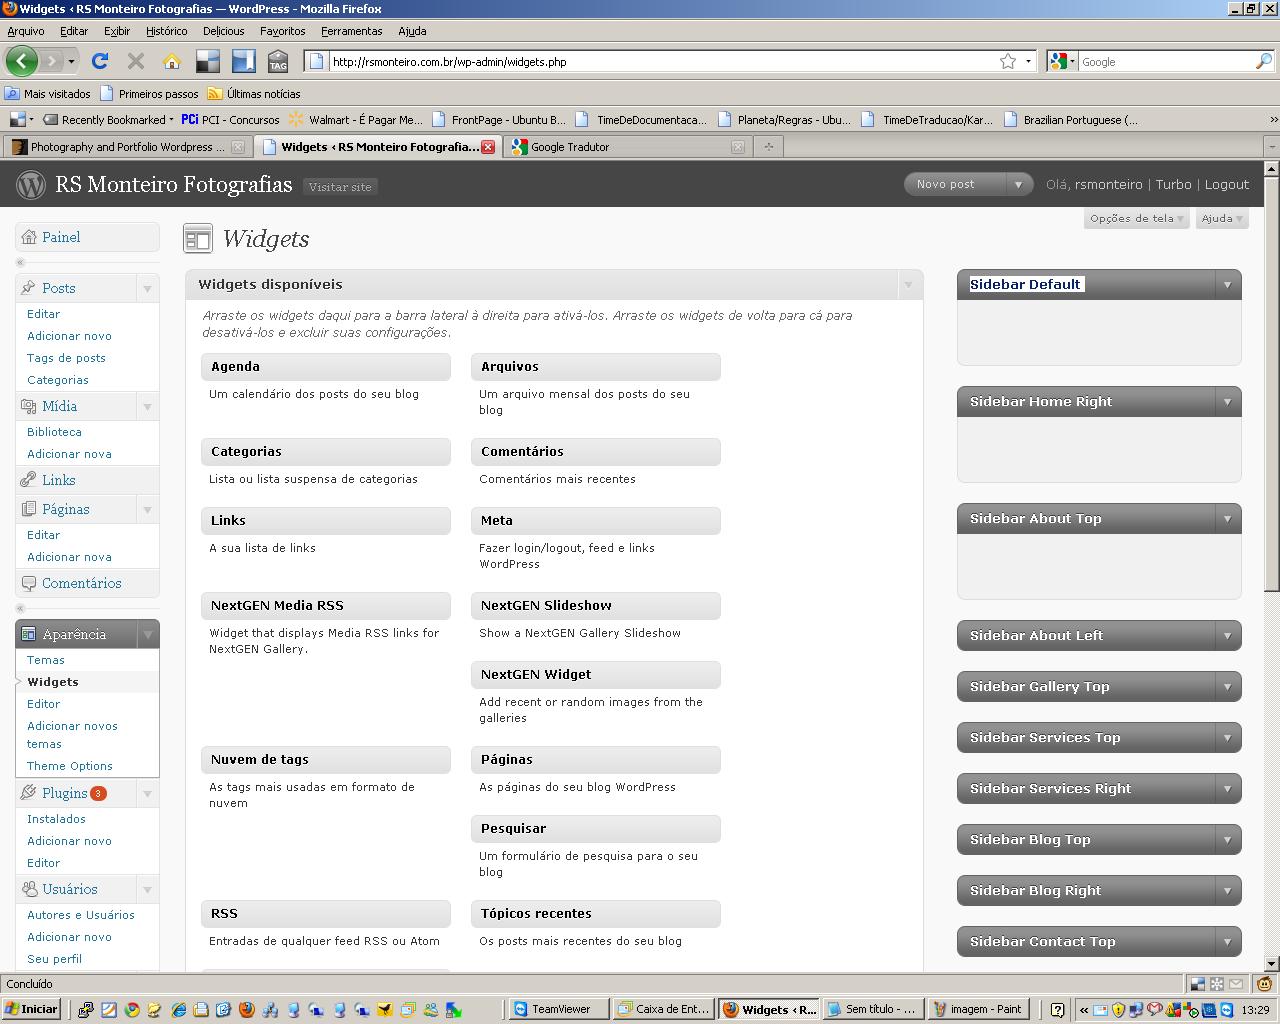 Widgets ‹ RS Monteiro Fotografias — WordPress - Mozilla Firefox
Arquivo Editar Exibir Histórico Delicious Favoritos Ferramentas Ajuda
TAG http://rsmonteiro.com.br/wp-admin/widgets.php Google
Mais visitados Primeiros passos Últimas notícias
Recently Bookmarked PCi PCI - Concursos Walmart - É Pagar Me... FrontPage - Ubuntu B... TimeDeDocumentaca... Planeta/Regras - Ubu... TimeDeTraducao/Kar... Brazilian Portuguese (... »
Photography and Portfolio Wordpress ... Widgets ‹ RS Monteiro Fotografia... Google Tradutor
RS Monteiro Fotografias Visitar site Novo post Olá, rsmonteiro | Turbo | Logout
Opções de tela Ajuda
Painel
Posts
Editar
Adicionar novo
Tags de posts
Categorias
Mídia
Biblioteca
Adicionar nova
Links
Páginas
Editar
Adicionar nova
Comentários
Aparência
Temas
Widgets
Editor
Adicionar novos temas
Theme Options
Plugins 3
Instalados
Adicionar novo
Editor
Usuários
Autores e Usuários
Adicionar novo
Seu perfil
Widgets
Widgets disponíveis
Arraste os widgets daqui para a barra lateral à direita para ativá-los. Arraste os widgets de volta para cá para
desativá-los e excluir suas configurações.
Agenda
Um calendário dos posts do seu blog
Arquivos
Um arquivo mensal dos posts do seu
blog
Categorias
Lista ou lista suspensa de categorias
Comentários
Comentários mais recentes
Links
A sua lista de links
Meta
Fazer login/logout, feed e links
WordPress
NextGEN Media RSS
Widget that displays Media RSS links for
NextGEN Gallery.
NextGEN Slideshow
Show a NextGEN Gallery Slideshow
NextGEN Widget
Add recent or random images from the
galleries
Nuvem de tags
As tags mais usadas em formato de
nuvem
Páginas
As páginas do seu blog WordPress
Pesquisar
Um formulário de pesquisa para o seu
blog
RSS
Entradas de qualquer feed RSS ou Atom
Tópicos recentes
Os posts mais recentes do seu blog
Sidebar Default
Sidebar Home Right
Sidebar About Top
Sidebar About Left
Sidebar Gallery Top
Sidebar Services Top
Sidebar Services Right
Sidebar Blog Top
Sidebar Blog Right
Sidebar Contact Top
Concluído
Iniciar TeamViewer Caixa de Ent... Widgets ‹ R... Sem título - ... imagem - Paint « 13:29